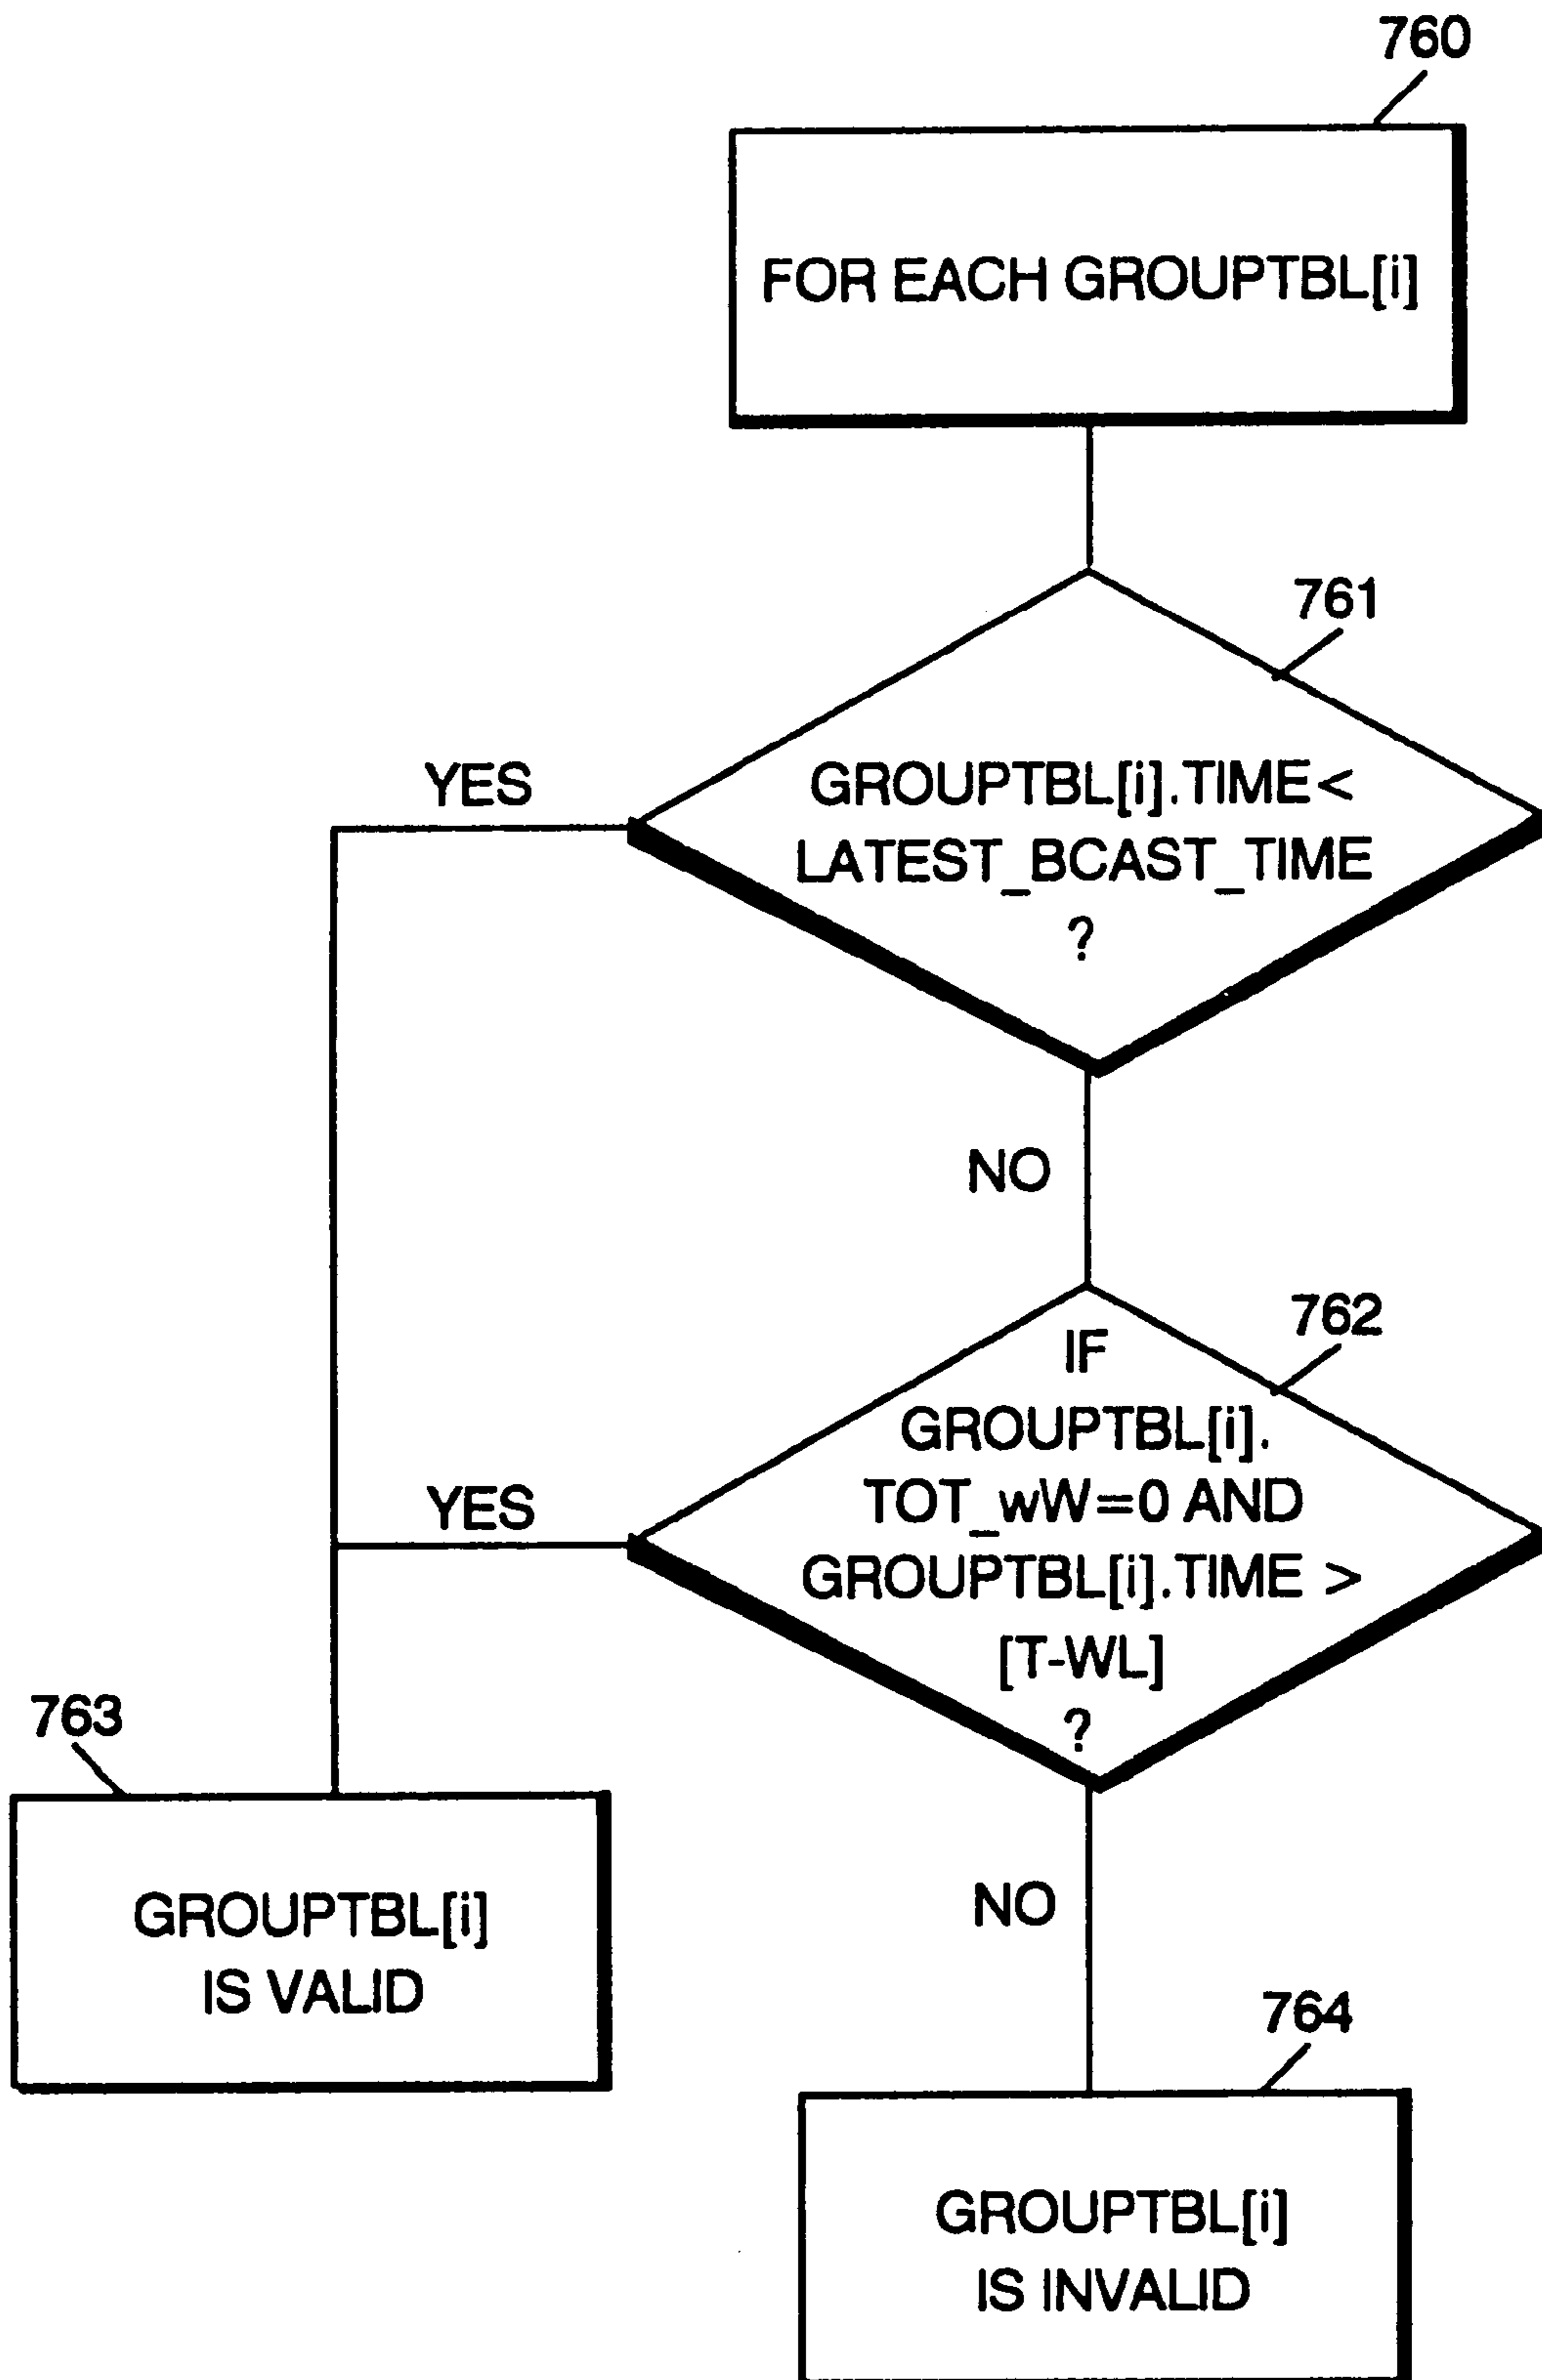 760
FOR EACH GROUPTBL[i]
761
YES
GROUPTBL[i].TIME<
LATEST_BCAST_TIME
?
NO
762
IF
GROUPTBL[i].
TOT_wW=0 AND
YES
GROUPTBL[i].TIME >
[T-WL]
?
763
GROUPTBL[i]
IS VALID
NO
764
GROUPTBL[i]
IS INVALID